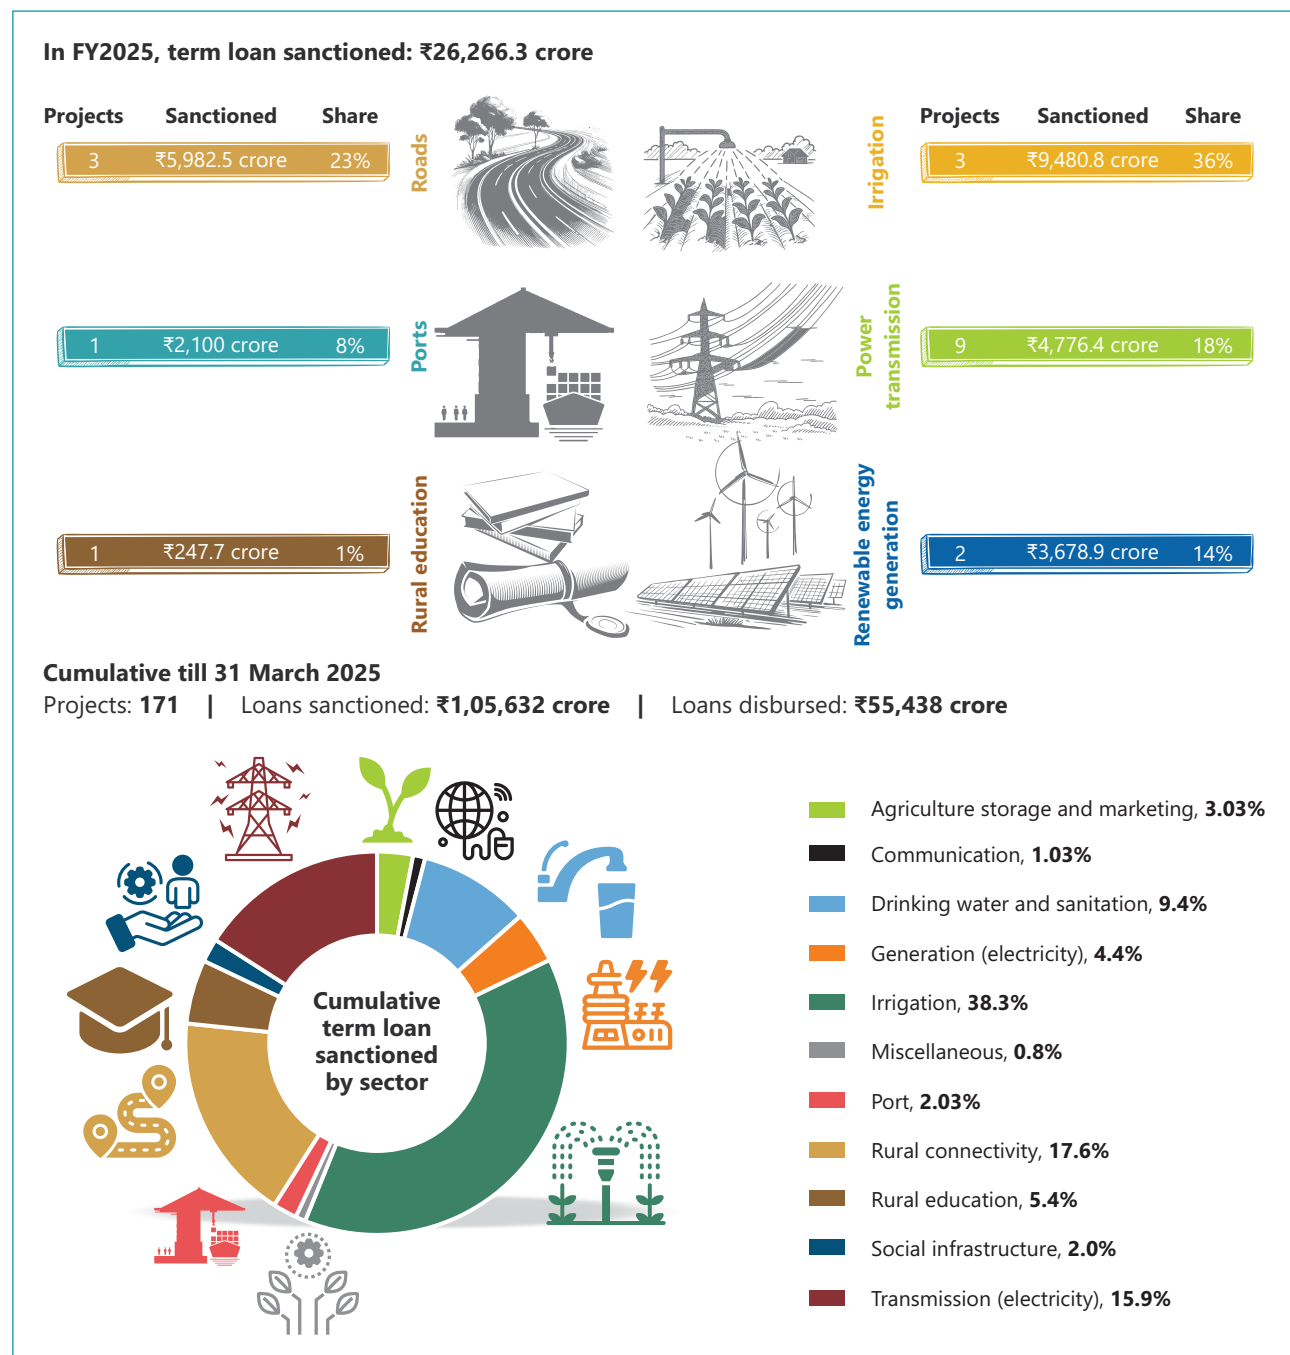 In FY2025, term loan sanctioned: ₹26,266.3 crore
Projects Sanctioned Share
3 ₹5,982.5 crore 23%
Roads
Irrigation
Projects Sanctioned Share
3 ₹9,480.8 crore 36%
1 ₹2,100 crore 8%
Ports
Power
transmission
9 ₹4,776.4 crore 18%
1 ₹247.7 crore 1%
Rural education
Renewable energy
generation
2 ₹3,678.9 crore 14%
Cumulative till 31 March 2025
Projects: 171 | Loans sanctioned: ₹1,05,632 crore | Loans disbursed: ₹55,438 crore
Cumulative
term loan
sanctioned
by sector
Agriculture storage and marketing, 3.03%
Communication, 1.03%
Drinking water and sanitation, 9.4%
Generation (electricity), 4.4%
Irrigation, 38.3%
Miscellaneous, 0.8%
Port, 2.03%
Rural connectivity, 17.6%
Rural education, 5.4%
Social infrastructure, 2.0%
Transmission (electricity), 15.9%